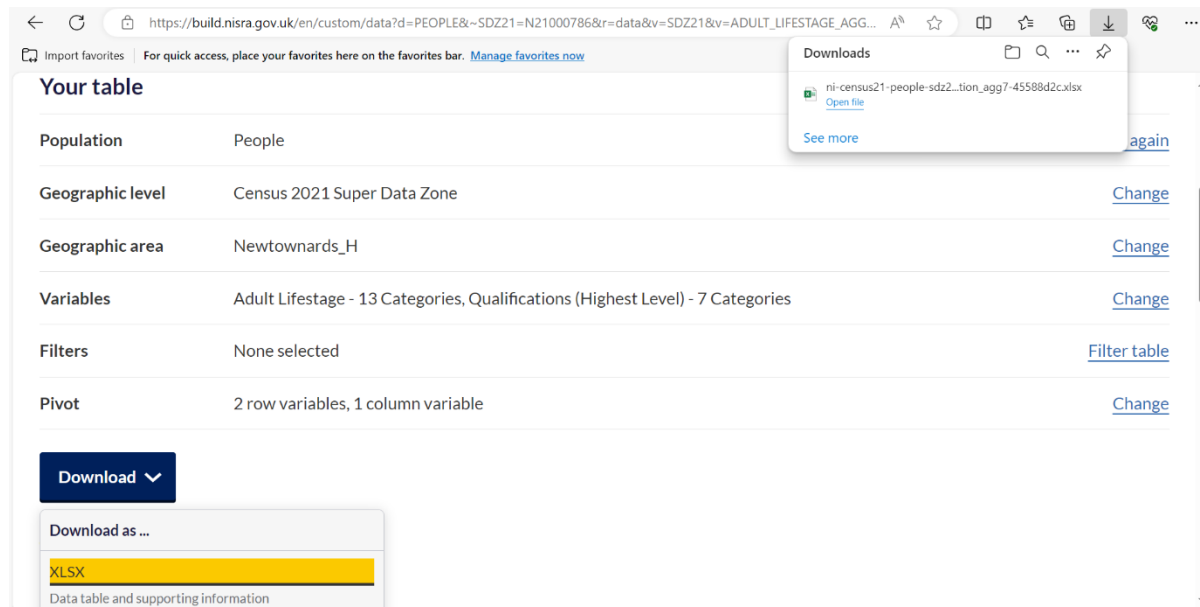 https://build.nisra.gov.uk/en/custom/data?d=PEOPLE&~SDZ21=N21000786&r=data&v=SDZ21&v=ADULT_LIFESTAGE_AGG...
Import favorites
For quick access, place your favorites here on the favorites bar. Manage favorites now
Downloads
ni-census21-people-sdz2...tion_agg7-45588d2c.xlsx
Open file
See more
Your table
Population People again
Geographic level Census 2021 Super Data Zone Change
Geographic area Newtownards_H Change
Variables Adult Lifestage - 13 Categories, Qualifications (Highest Level) - 7 Categories Change
Filters None selected Filter table
Pivot 2 row variables, 1 column variable Change
Download
Download as ...
XLSX
Data table and supporting information